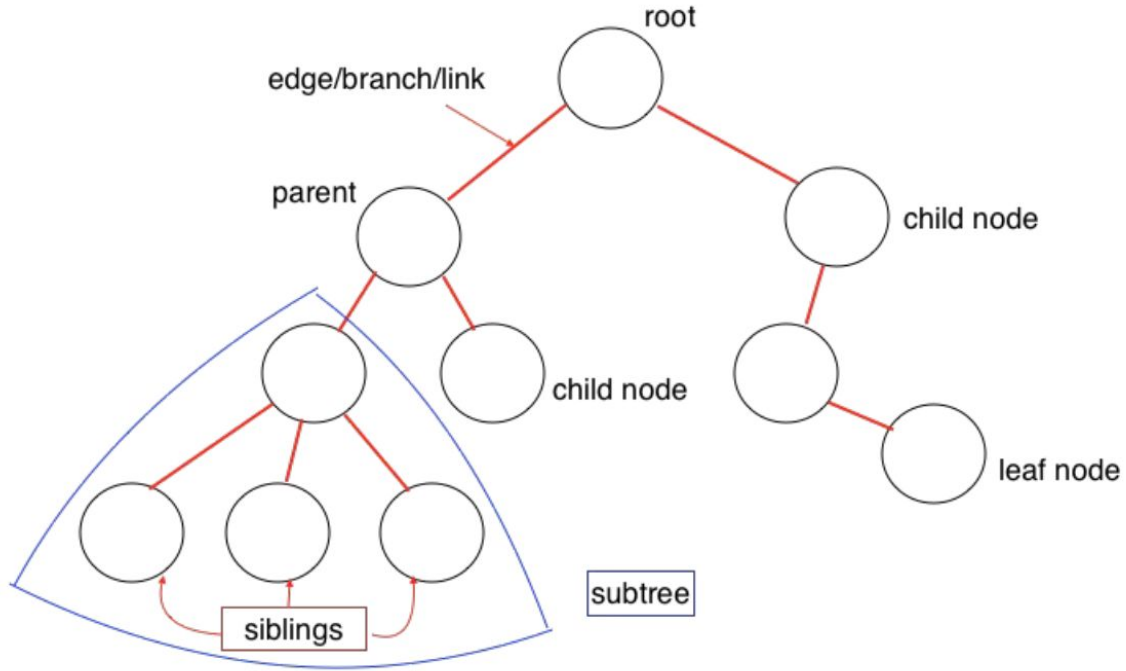 root
edge/branch/link
parent
child node
child node
leaf node
subtree
siblings